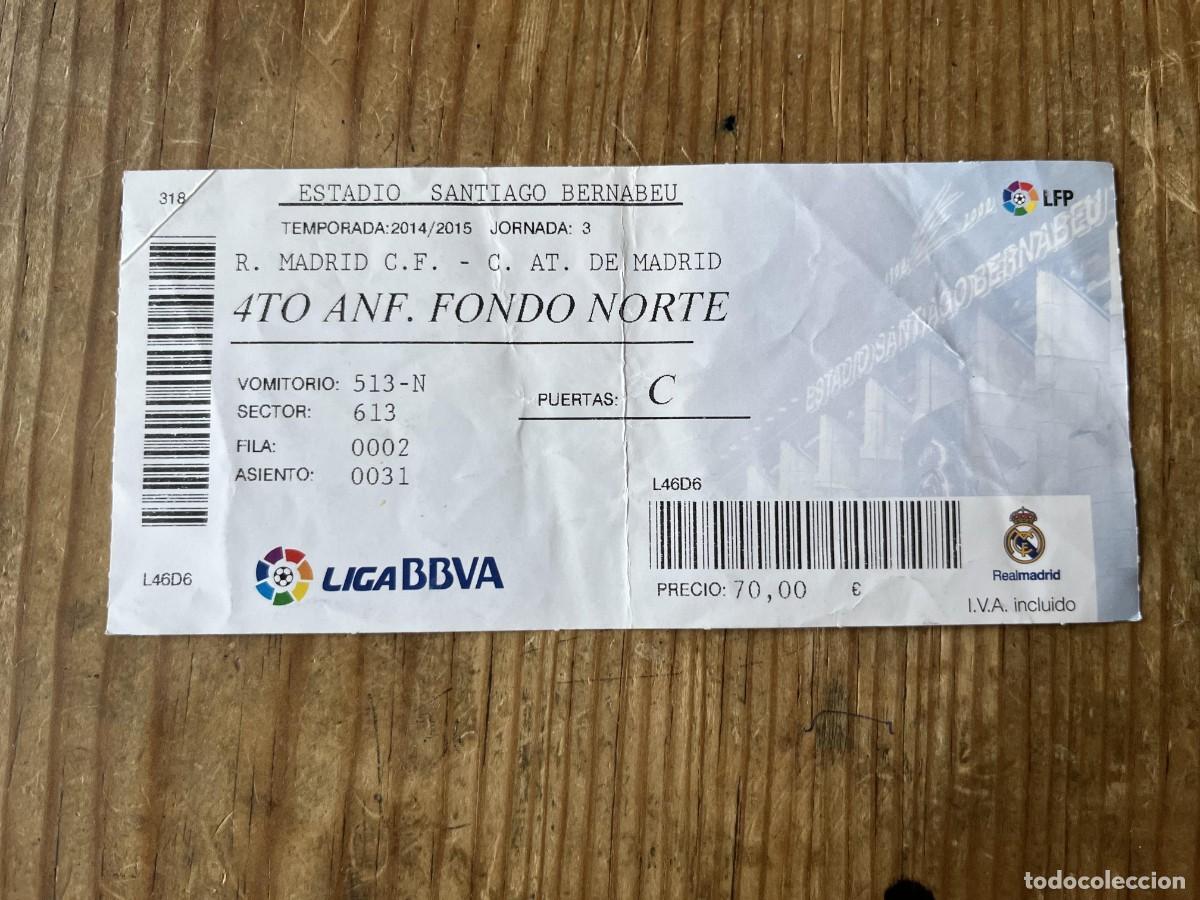 318
ESTADIO SANTIAGO BERNABEU
LFP
TEMPORADA:2014/2015 JORNADA: 3
R. MADRID C.F. - C. AT. DE MADRID
4TO ANF. FONDO NORTE
ESTADIO SANTIAGO BERNABEU
VOMITORIO: 513-N
PUERTAS: C
SECTOR: 613
FILA: 0002
ASIENTO: 0031
L46D6
LIGA BBVA
L46D6
PRECIO: 70,00 €
Realmadrid
I.V.A. incluido
todocoleccion